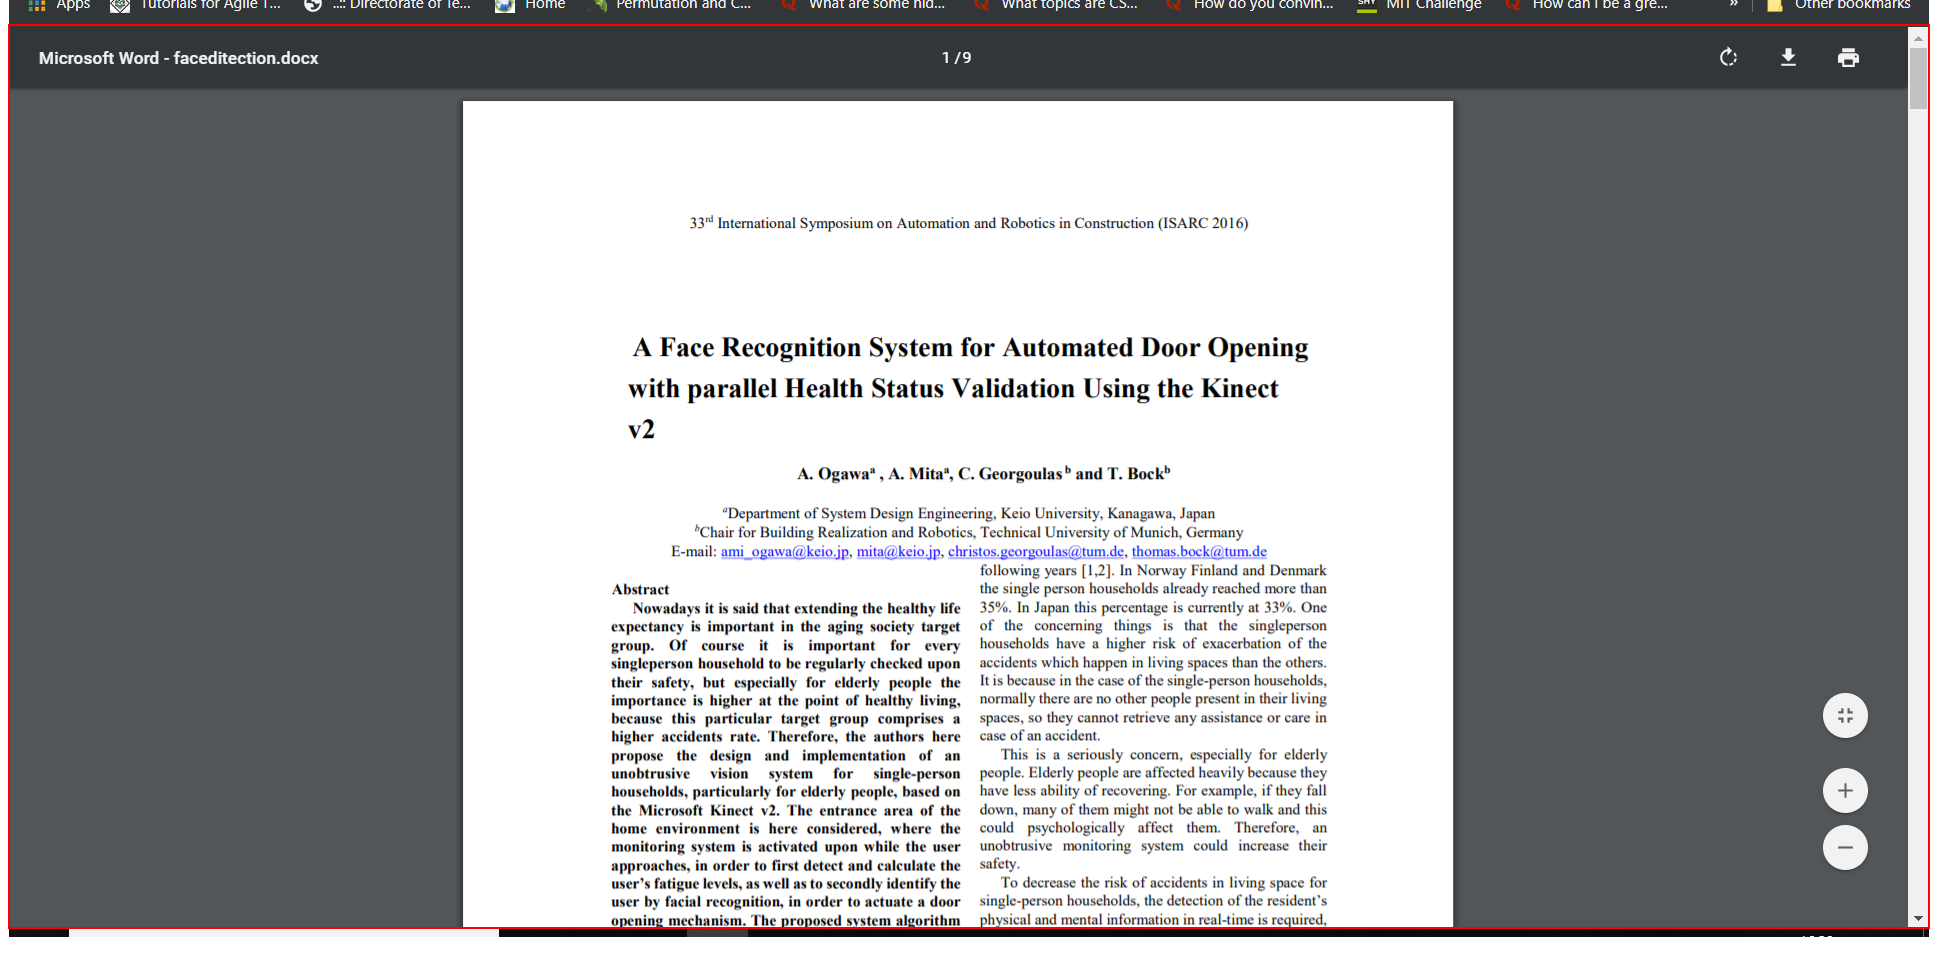 Apps Tutorials for Agile T... ..:: Directorate of Te... Home Permutation and C... What are some hid... What topics are CS... How do you convin... MIT Challenge How can I be a gre... » Other bookmarks
Microsoft Word - faceditection.docx 1 / 9
33rd International Symposium on Automation and Robotics in Construction (ISARC 2016)
A Face Recognition System for Automated Door Opening
with parallel Health Status Validation Using the Kinect
v2
A. Ogawaa , A. Mitaa, C. Georgoulas b and T. Bockb
aDepartment of System Design Engineering, Keio University, Kanagawa, Japan
bChair for Building Realization and Robotics, Technical University of Munich, Germany
E-mail: ami_ogawa@keio.jp, mita@keio.jp, christos.georgoulas@tum.de, thomas.bock@tum.de
Abstract
Nowadays it is said that extending the healthy life
expectancy is important in the aging society target
group. Of course it is important for every
singleperson household to be regularly checked upon
their safety, but especially for elderly people the
importance is higher at the point of healthy living,
because this particular target group comprises a
higher accidents rate. Therefore, the authors here
propose the design and implementation of an
unobtrusive vision system for single-person
households, particularly for elderly people, based on
the Microsoft Kinect v2. The entrance area of the
home environment is here considered, where the
monitoring system is activated upon while the user
approaches, in order to first detect and calculate the
user's fatigue levels, as well as to secondly identify the
user by facial recognition, in order to actuate a door
opening mechanism. The proposed system algorithm
following years [1,2]. In Norway Finland and Denmark
the single person households already reached more than
35%. In Japan this percentage is currently at 33%. One
of the concerning things is that the singleperson
households have a higher risk of exacerbation of the
accidents which happen in living spaces than the others.
It is because in the case of the single-person households,
normally there are no other people present in their living
spaces, so they cannot retrieve any assistance or care in
case of an accident.
This is a seriously concern, especially for elderly
people. Elderly people are affected heavily because they
have less ability of recovering. For example, if they fall
down, many of them might not be able to walk and this
could psychologically affect them. Therefore, an
unobtrusive monitoring system could increase their
safety.
To decrease the risk of accidents in living space for
single-person households, the detection of the resident's
physical and mental information in real-time is required,